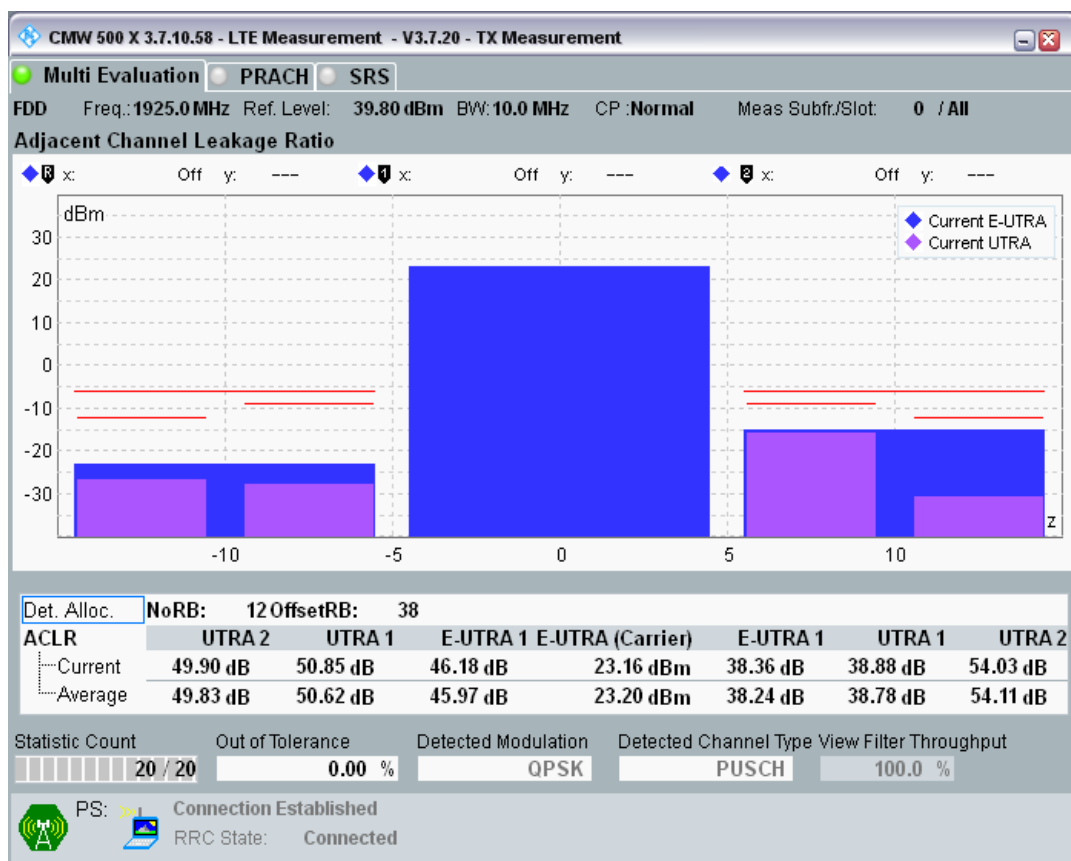 CMW 500 X 3.7.10.58 - LTE Measurement - V3.7.20 - TX Measurement
Multi Evaluation PRACH SRS
FDD Freq.: 1925.0 MHz Ref. Level: 39.80 dBm BW: 10.0 MHz CP :Normal Meas Subfr./Slot: 0 / All
Adjacent Channel Leakage Ratio
R x: Off y: --- 1 x: Off y: --- 2 x: Off y: ---
dBm
Current E-UTRA
Current UTRA
30
20
10
0
-10
-20
-30
z
-10 -5 0 5 10
Det. Alloc. NoRB: 12 OffsetRB: 38
ACLR UTRA 2 UTRA 1 E-UTRA 1 E-UTRA (Carrier) E-UTRA 1 UTRA 1 UTRA 2
Current 49.90 dB 50.85 dB 46.18 dB 23.16 dBm 38.36 dB 38.88 dB 54.03 dB
Average 49.83 dB 50.62 dB 45.97 dB 23.20 dBm 38.24 dB 38.78 dB 54.11 dB
Statistic Count Out of Tolerance Detected Modulation Detected Channel Type View Filter Throughput
20 / 20 0.00 % QPSK PUSCH 100.0 %
PS: Connection Established
RRC State: Connected